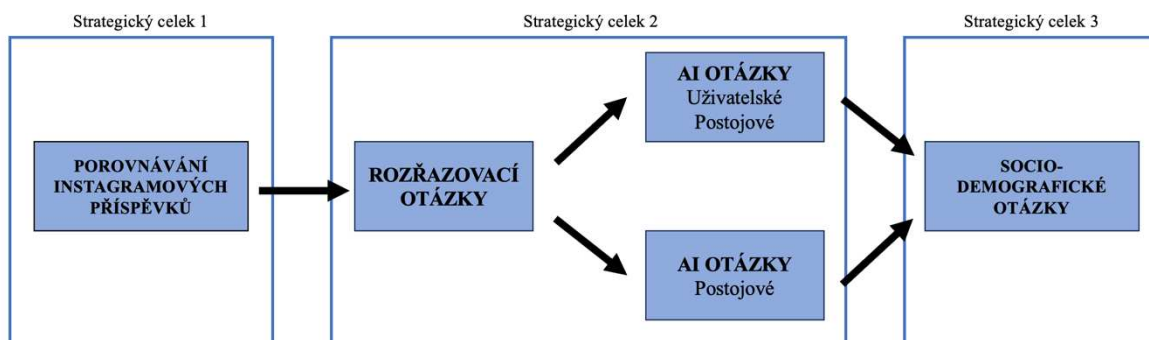 Strategický celek 1
Strategický celek 2
Strategický celek 3
POROVNÁVÁNÍ
INSTAGRAMOVÝCH
PŘÍSPĚVKŮ
ROZŘAZOVACÍ
OTÁZKY
AI OTÁZKY
Uživatelské
Postojové
AI OTÁZKY
Postojové
SOCIO-
DEMOGRAFICKÉ
OTÁZKY